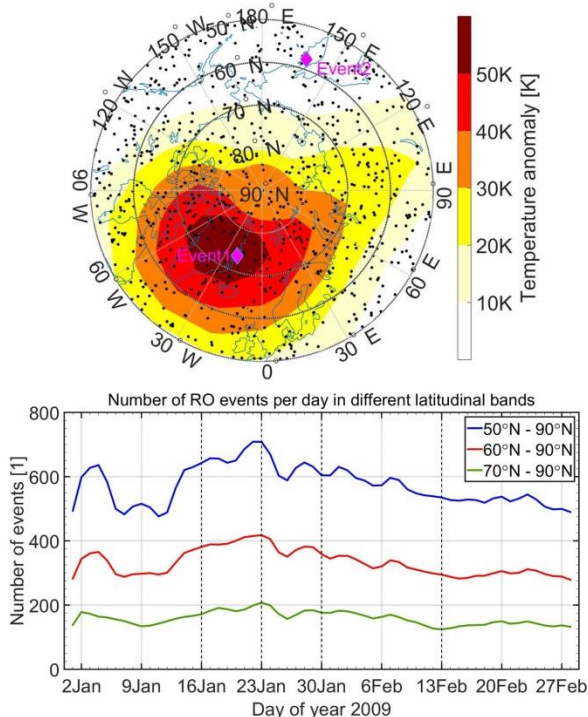 180° E
150° W
50° N
150° E
Event2
120° W
60° N
120° E
70° N
80° N
90° W
90° N
90° E
Event1
60° W
60° E
30° W
30° E
0°
50K
40K
30K
20K
10K
Temperature anomaly [K]
Number of RO events per day in different latitudinal bands
800
600
400
200
0
Number of events [1]
50°N - 90°N
60°N - 90°N
70°N - 90°N
2Jan 9Jan 16Jan 23Jan 30Jan 6Feb 13Feb 20Feb 27Feb
Day of year 2009